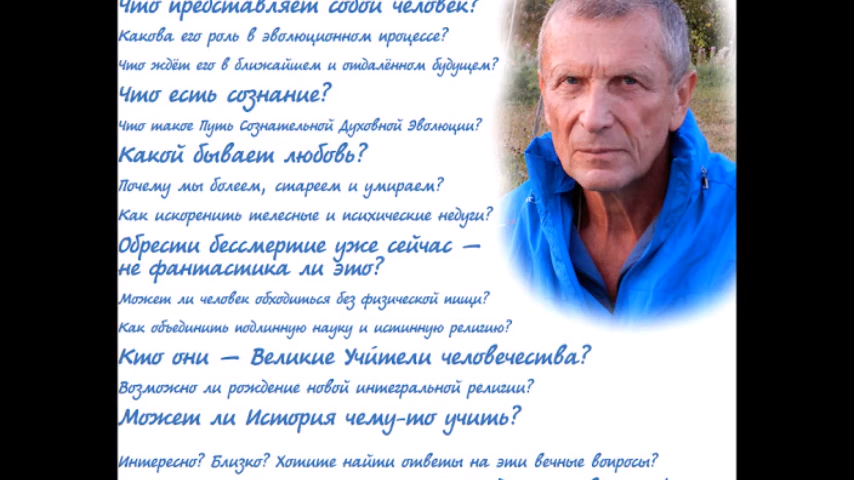 Что представляет собой человек?
Какова его роль в эволюционном процессе?
Что ждёт его в ближайшем и отдалённом будущем?
Что есть сознание?
Что такое Путь Сознательной Духовной Эволюции?
Какой бывает любовь?
Почему мы болеем, стареем и умираем?
Как искоренить телесные и психические недуги?
Обрести бессмертие уже сейчас —
не фантастика ли это?
Может ли человек обходиться без физической пищи?
Как объединить подлинную науку и истинную религию?
Кто они — Великие Учи́тели человечества?
Возможно ли рождение новой интегральной религии?
Может ли История чему-то учить?
Интересно? Близко? Хотите найти ответы на эти вечные вопросы?